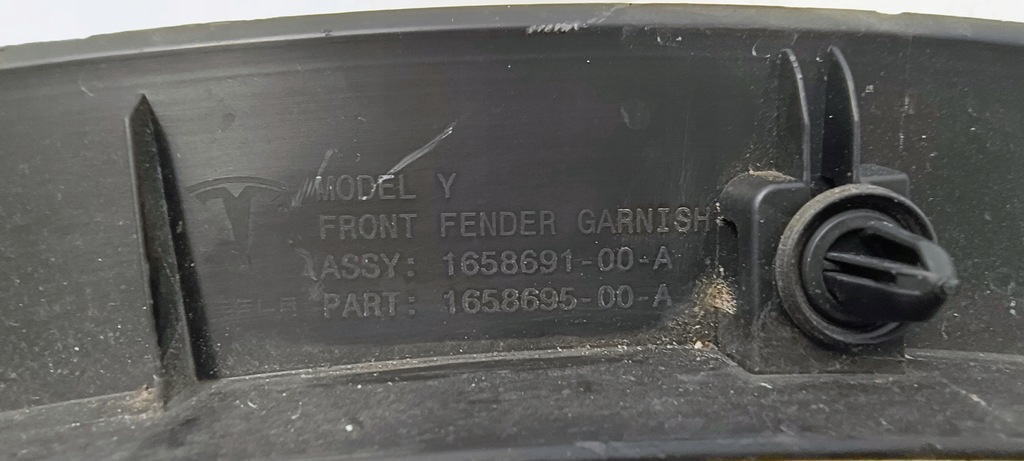 MODEL Y
FRONT FENDER GARNISH
ASSY: 1658691-00-A
PART: 1658695-00-A